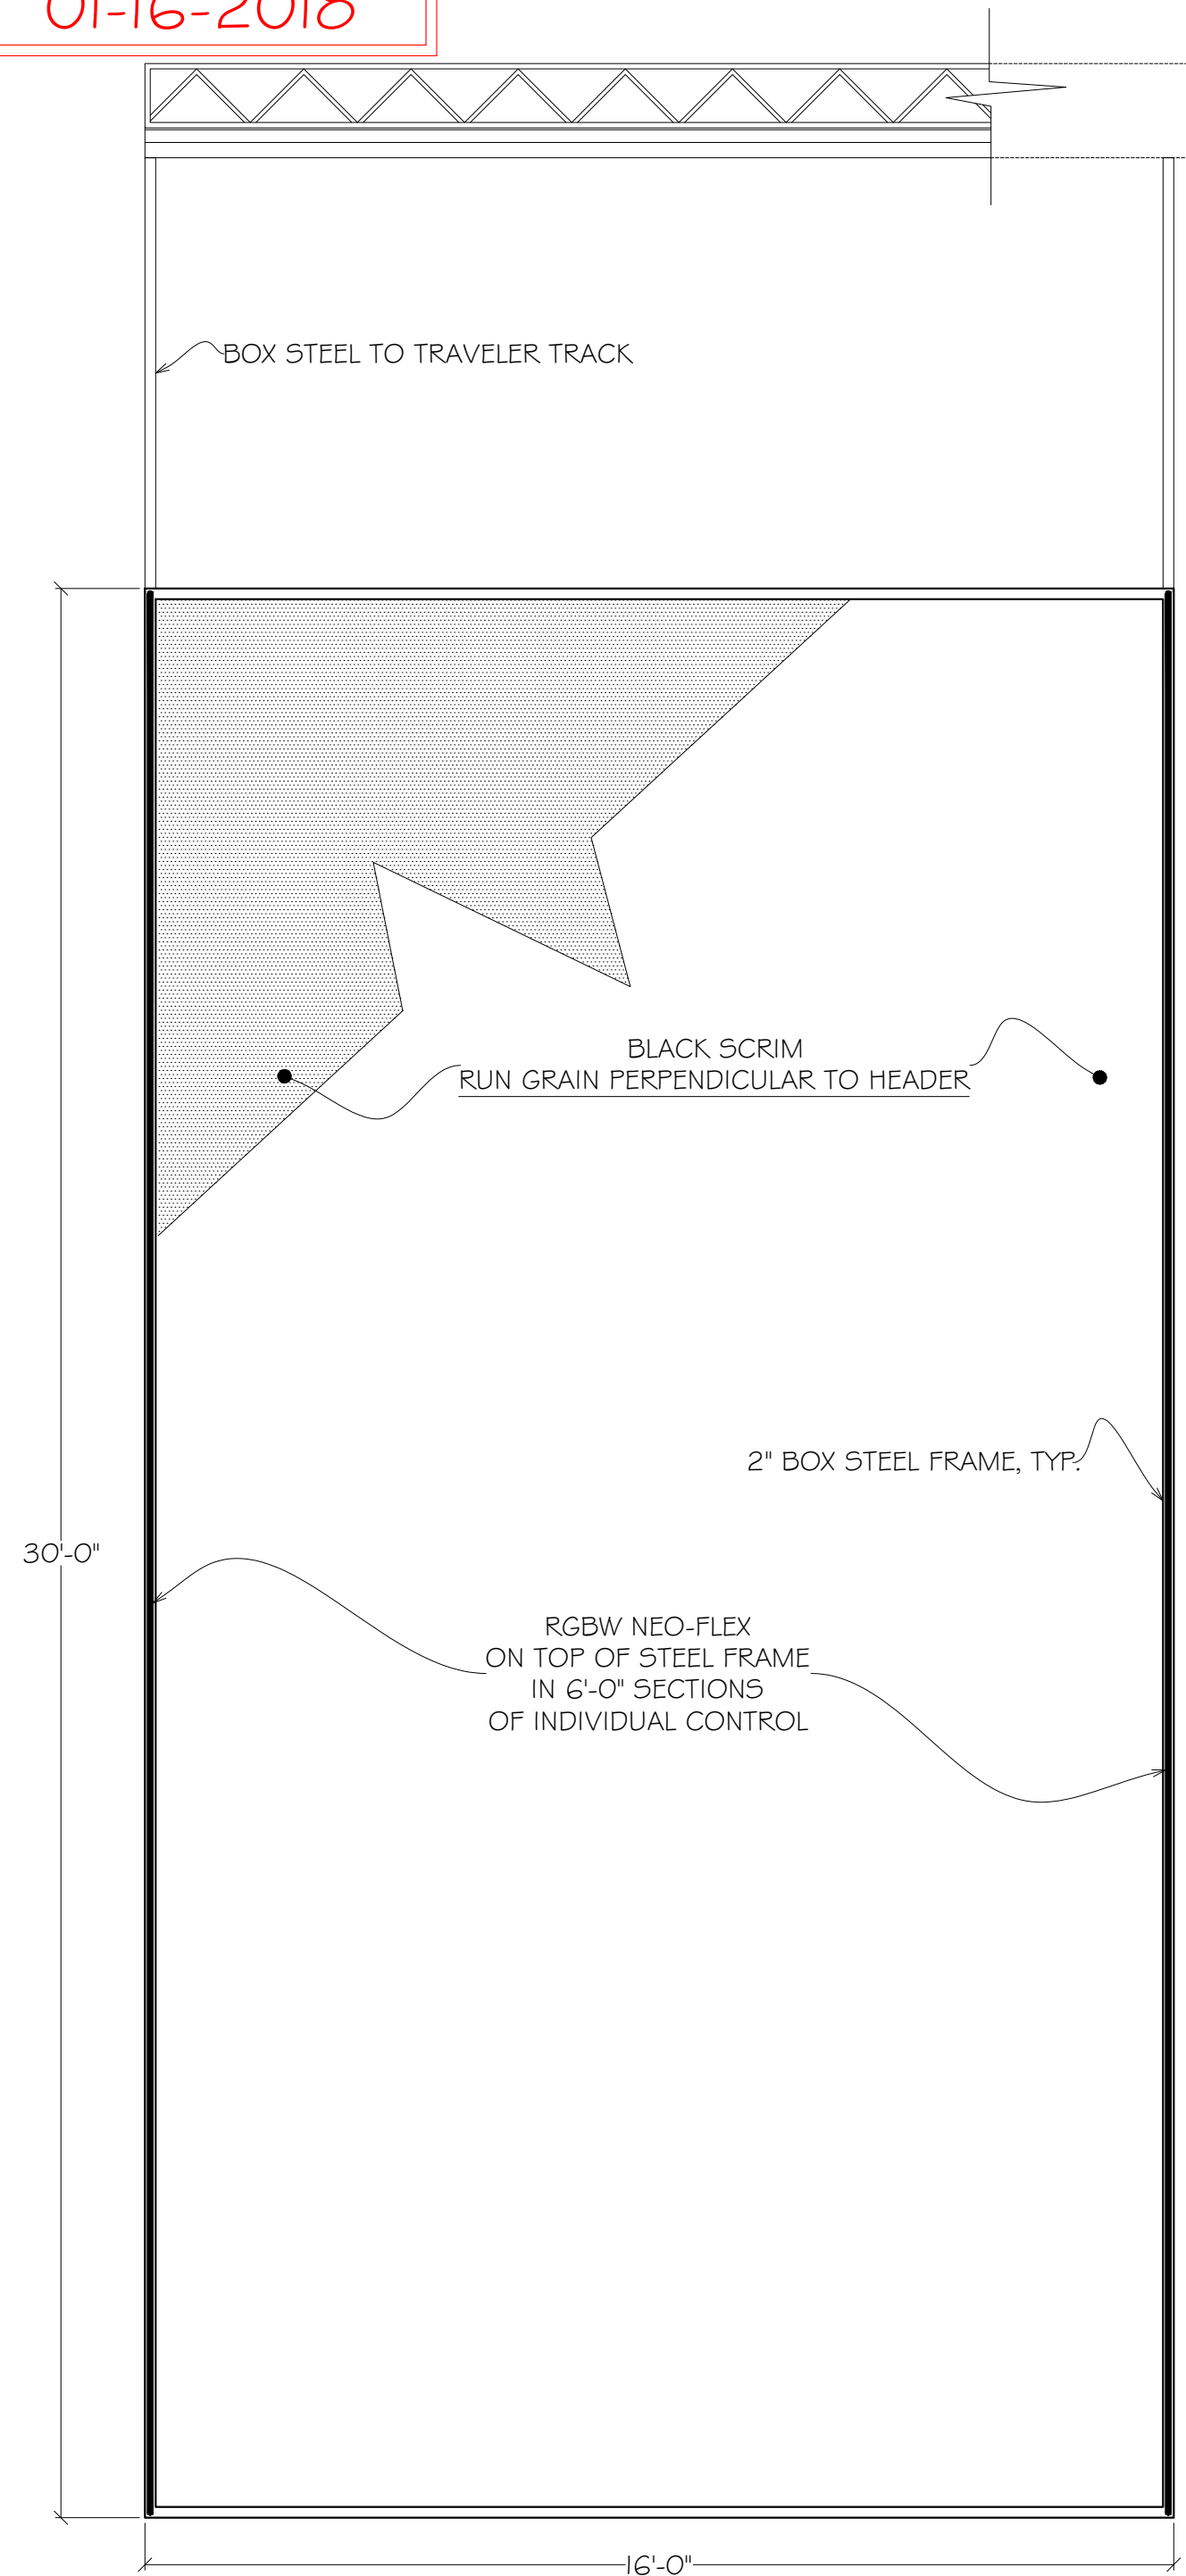 01-16-2018
BOX STEEL TO TRAVELER TRACK
BLACK SCRIM
RUN GRAIN PERPENDICULAR TO HEADER
2" BOX STEEL FRAME, TYP.
30'-0"
RGBW NEO-FLEX
ON TOP OF STEEL FRAME
IN 6'-0" SECTIONS
OF INDIVIDUAL CONTROL
16'-0"